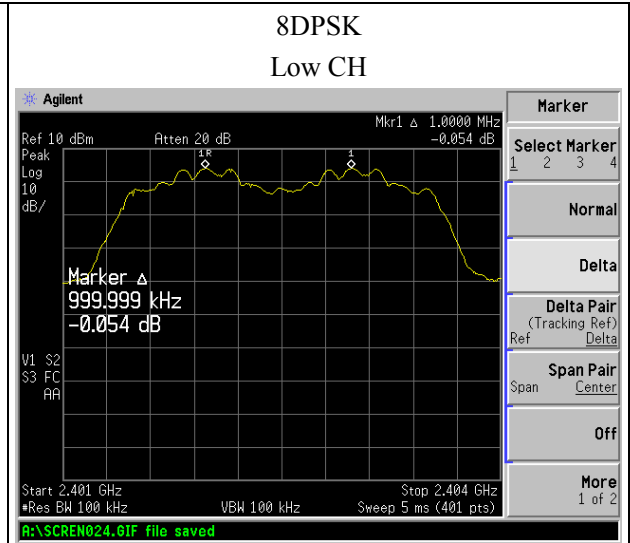 8DPSK
Low CH
Agilent
Mkr1 Δ 1.0000 MHz
Ref 10 dBm Atten 20 dB -0.054 dB
Peak
Log
10
dB/
1R 1
Marker Δ
999.999 kHz
-0.054 dB
V1 S2
S3 FC
AA
Start 2.401 GHz Stop 2.404 GHz
#Res BW 100 kHz VBW 100 kHz Sweep 5 ms (401 pts)
A:\SCREN024.GIF file saved
Marker
Select Marker
1 2 3 4
Normal
Delta
Delta Pair
(Tracking Ref)
Ref Delta
Span Pair
Span Center
Off
More
1 of 2